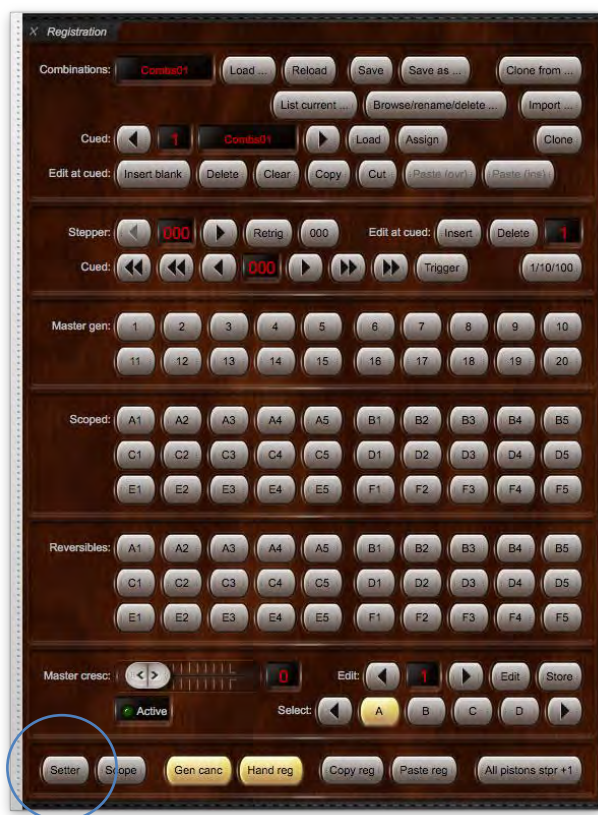 X Registration
Combinations: Combs01 Load ... Reload Save Save as ... Clone from ...
List current ... Browse/rename/delete ... Import ...
Cued: 1 Combs01 Load Assign Clone
Edit at cued: Insert blank Delete Clear Copy Cut Paste (ovr) Paste (ins)
Stepper: 000 Retrig 000 Edit at cued: Insert Delete 1
Cued: 000 Trigger 1/10/100
Master gen: 1 2 3 4 5 6 7 8 9 10
11 12 13 14 15 16 17 18 19 20
Scoped: A1 A2 A3 A4 A5 B1 B2 B3 B4 B5
C1 C2 C3 C4 C5 D1 D2 D3 D4 D5
E1 E2 E3 E4 E5 F1 F2 F3 F4 F5
Reversibles: A1 A2 A3 A4 A5 B1 B2 B3 B4 B5
C1 C2 C3 C4 C5 D1 D2 D3 D4 D5
E1 E2 E3 E4 E5 F1 F2 F3 F4 F5
Master cresc: 0 Edit: 1 Edit Store
Active Select: A B C D
Setter Scope Gen canc Hand reg Copy reg Paste reg All pistons stpr +1